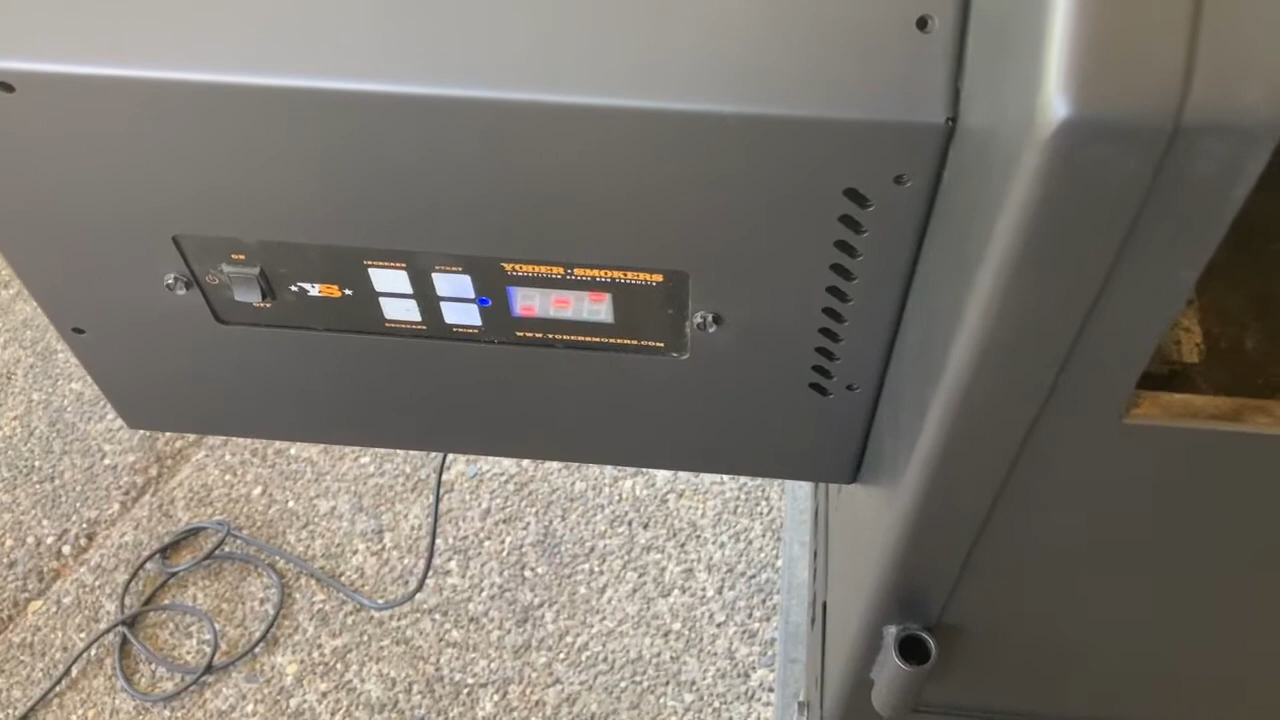 ON
OFF
YS
INCREASE
DECREASE
START
PRIME
YODER SMOKERS
COMPETITION GRADE BBQ PRODUCTS
WWW.YODERSMOKERS.COM